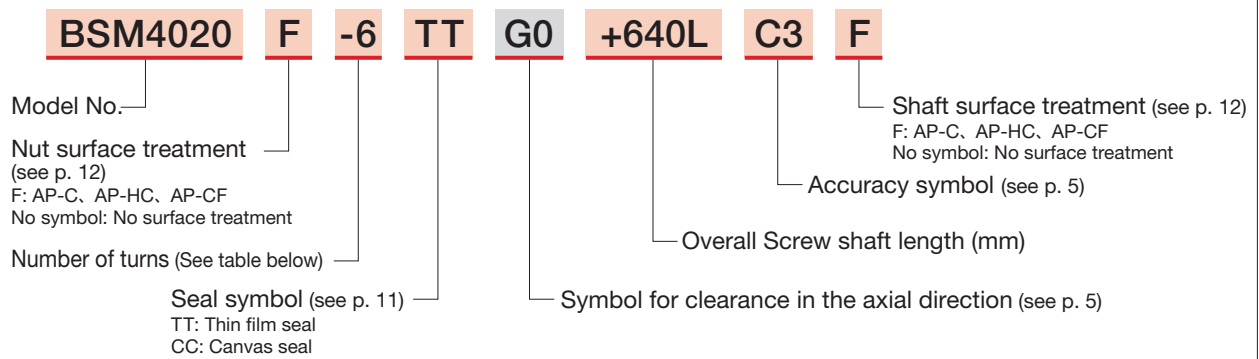 BSM4020 F -6 TT G0 +640L C3 F
Model No.
Nut surface treatment
(see p. 12)
F: AP-C、AP-HC、AP-CF
No symbol: No surface treatment
Number of turns (See table below)
Seal symbol (see p. 11)
TT: Thin film seal
CC: Canvas seal
Symbol for clearance in the axial direction (see p. 5)
Overall Screw shaft length (mm)
Accuracy symbol (see p. 5)
Shaft surface treatment (see p. 12)
F: AP-C、AP-HC、AP-CF
No symbol: No surface treatment